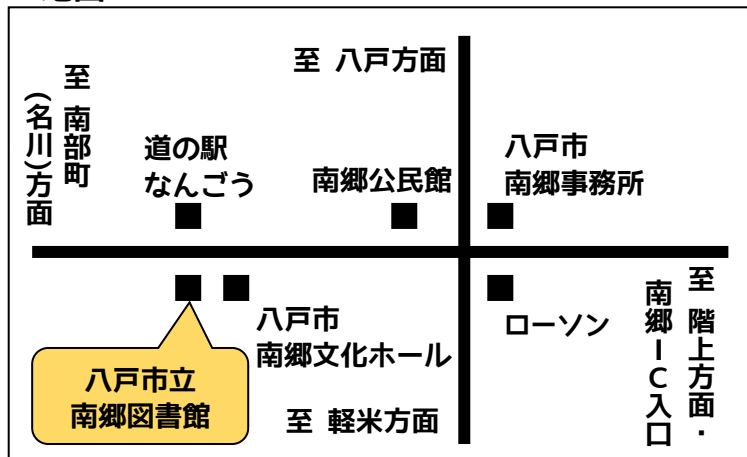 至 八戸方面
至 南部町
(名川)方面
道の駅
なんごう
南郷公民館
八戸市
南郷事務所
八戸市
南郷文化ホール
ローソン
至 階上方面・
南郷IC入口
八戸市立
南郷図書館
至 軽米方面